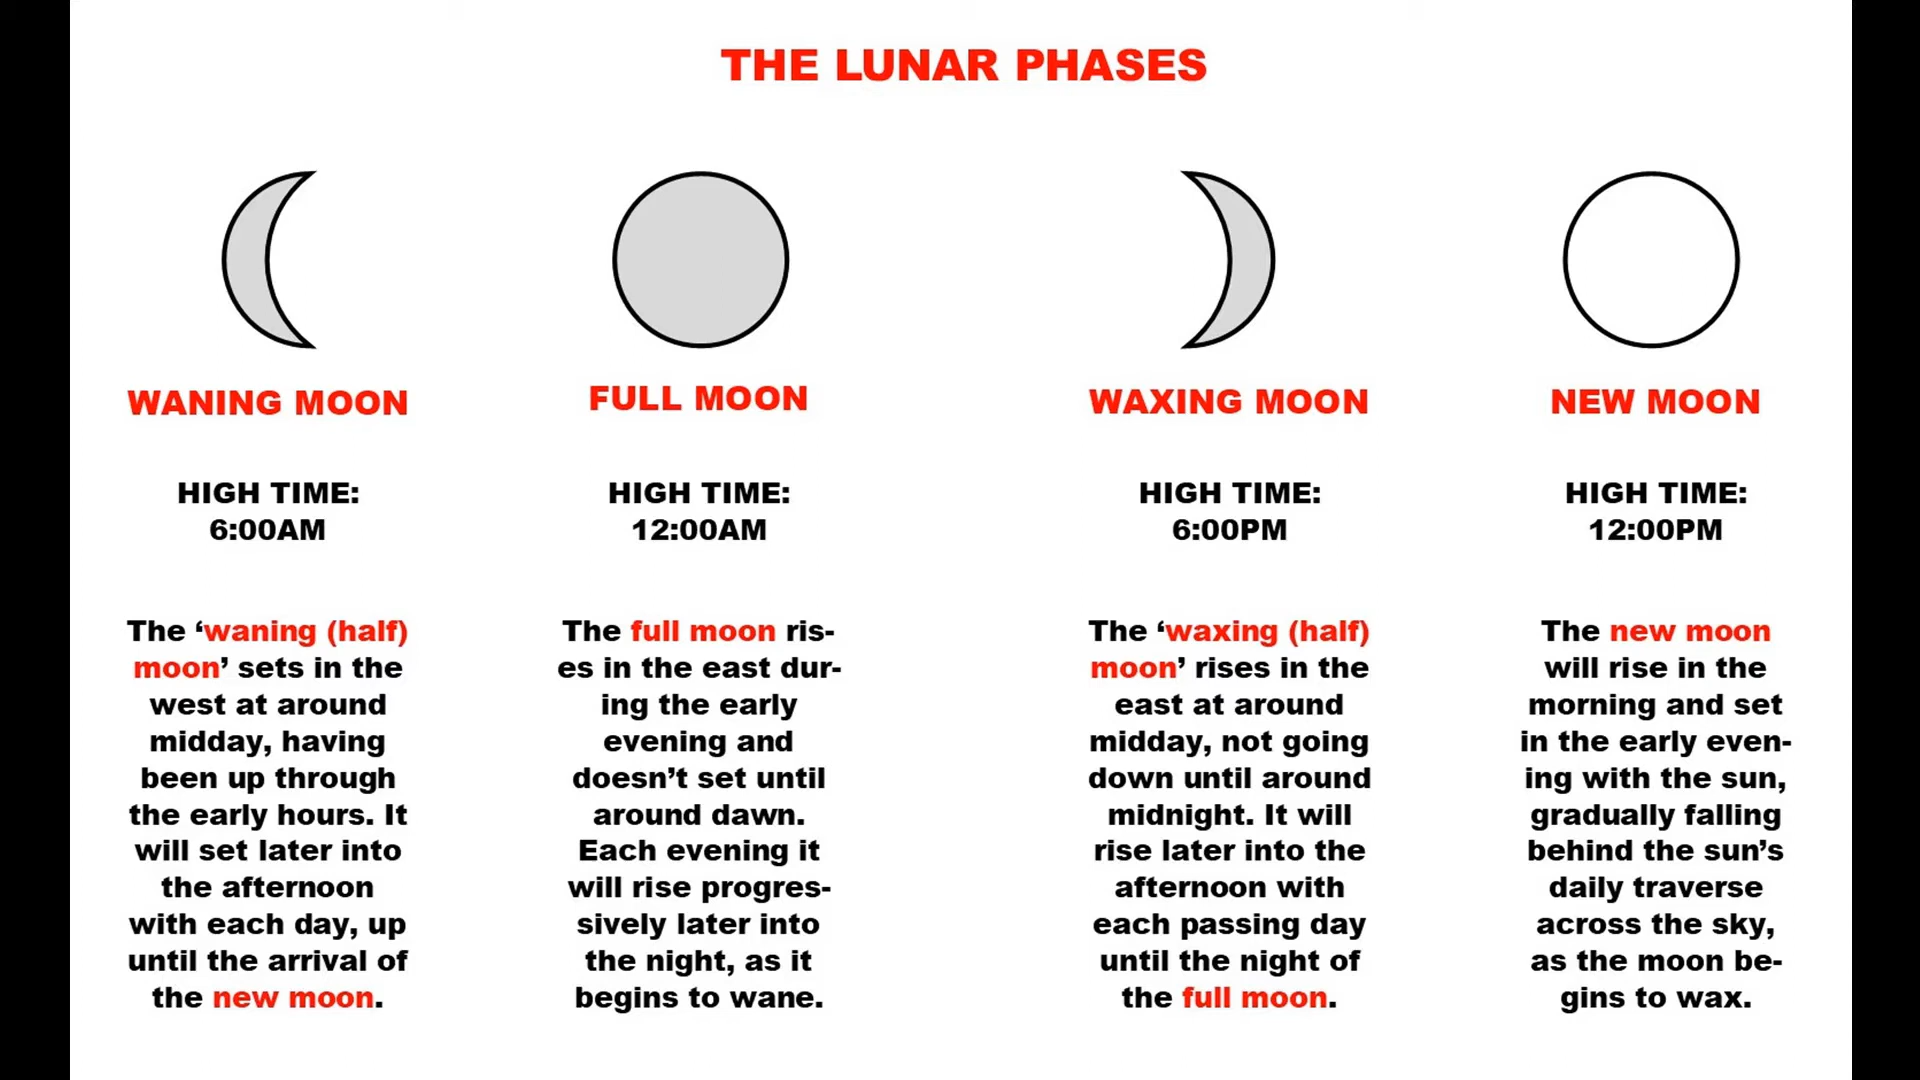 THE LUNAR PHASES
WANING MOON
HIGH TIME:
6:00AM
The ‘waning (half)
moon’ sets in the
west at around
midday, having
been up through
the early hours. It
will set later into
the afternoon
with each day, up
until the arrival of
the new moon.
FULL MOON
HIGH TIME:
12:00AM
The full moon ris-
es in the east dur-
ing the early
evening and
doesn’t set until
around dawn.
Each evening it
will rise progres-
sively later into
the night, as it
begins to wane.
WAXING MOON
HIGH TIME:
6:00PM
The ‘waxing (half)
moon’ rises in the
east at around
midday, not going
down until around
midnight. It will
rise later into the
afternoon with
each passing day
until the night of
the full moon.
NEW MOON
HIGH TIME:
12:00PM
The new moon
will rise in the
morning and set
in the early even-
ing with the sun,
gradually falling
behind the sun’s
daily traverse
across the sky,
as the moon be-
gins to wax.